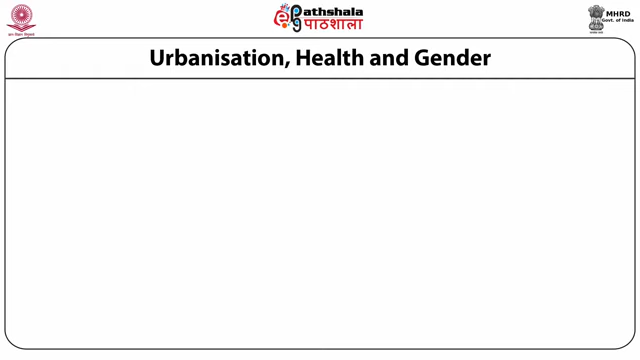 ePathshala
पाठशाला
MHRD
Govt. of India
Urbanisation, Health and Gender